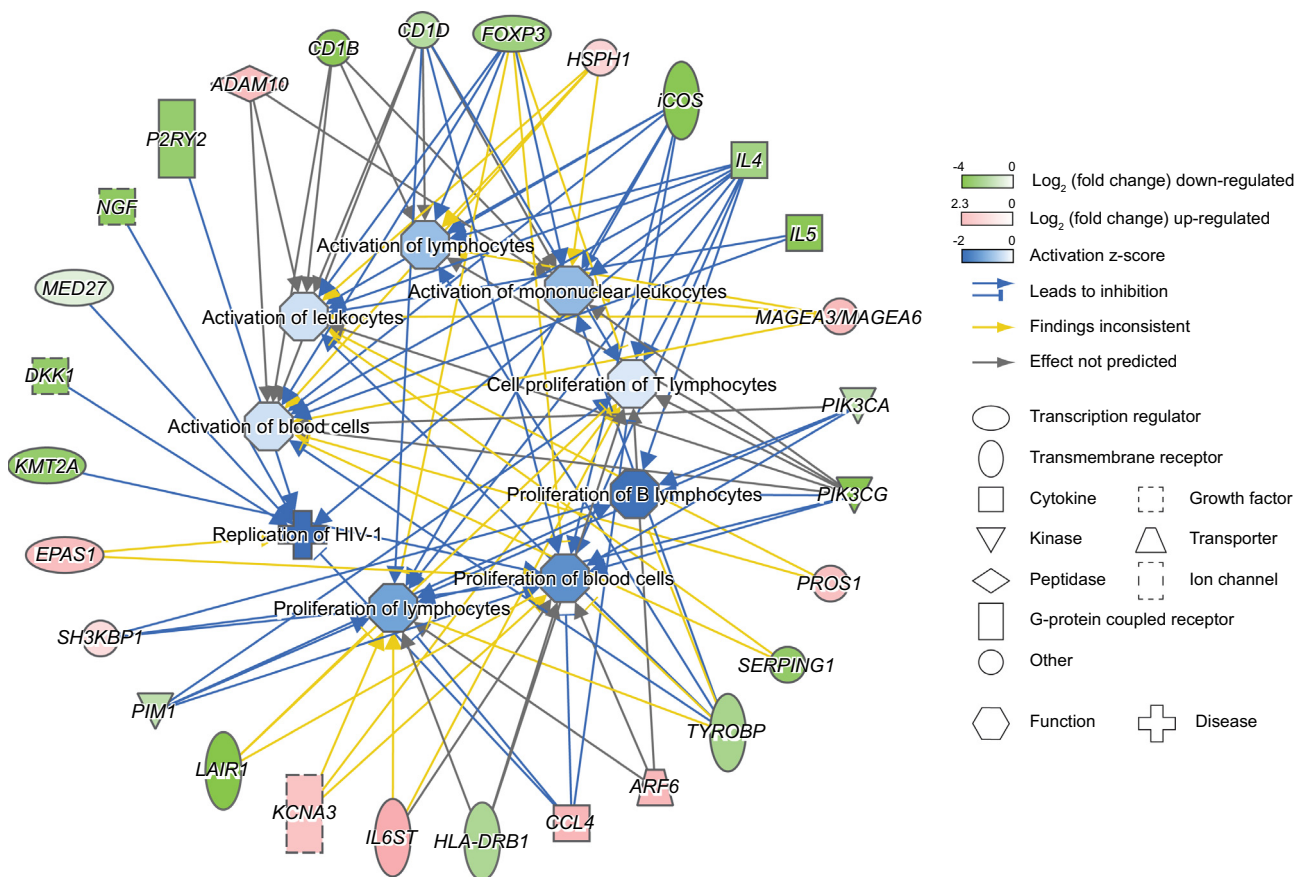 CD1D
FOXP3
CD1B
HSPH1
ADAM10
iCOS
P2RY2
IL4
NGF
IL5
Activation of lymphocytes
MED27
Activation of mononuclear leukocytes
Activation of leukocytes
MAGEA3/MAGEA6
DKK1
Cell proliferation of T lymphocytes
PIK3CA
Activation of blood cells
KMT2A
Proliferation of B lymphocytes
PIK3CG
Replication of HIV-1
EPAS1
Proliferation of blood cells
PROS1
Proliferation of lymphocytes
SH3KBP1
SERPING1
PIM1
TYROBP
LAIR1
ARF6
KCNA3
CCL4
IL6ST
HLA-DRB1
-4 0
Log2 (fold change) down-regulated
2.3 0
Log2 (fold change) up-regulated
-2 0
Activation z-score
Leads to inhibition
Findings inconsistent
Effect not predicted
Transcription regulator
Transmembrane receptor
Cytokine
Growth factor
Kinase
Transporter
Peptidase
Ion channel
G-protein coupled receptor
Other
Function
Disease